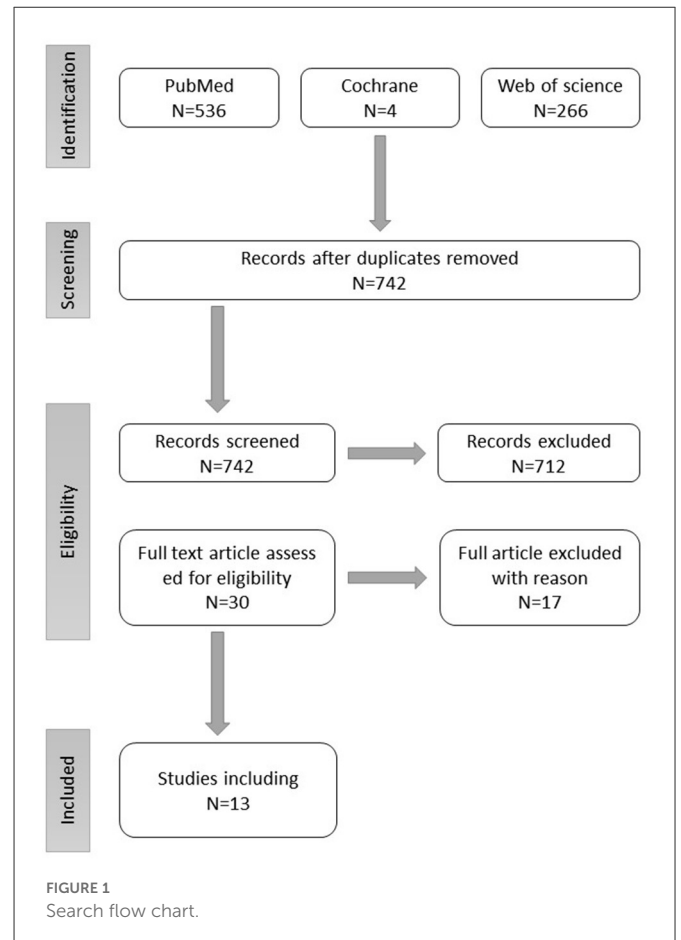 Identification
PubMed
N=536
Cochrane
N=4
Web of science
N=266
Screening
Records after duplicates removed
N=742
Eligibility
Records screened
N=742
Records excluded
N=712
Full text article assess
ed for eligibility
N=30
Full article excluded
with reason
N=17
Included
Studies including
N=13
FIGURE 1
Search flow chart.